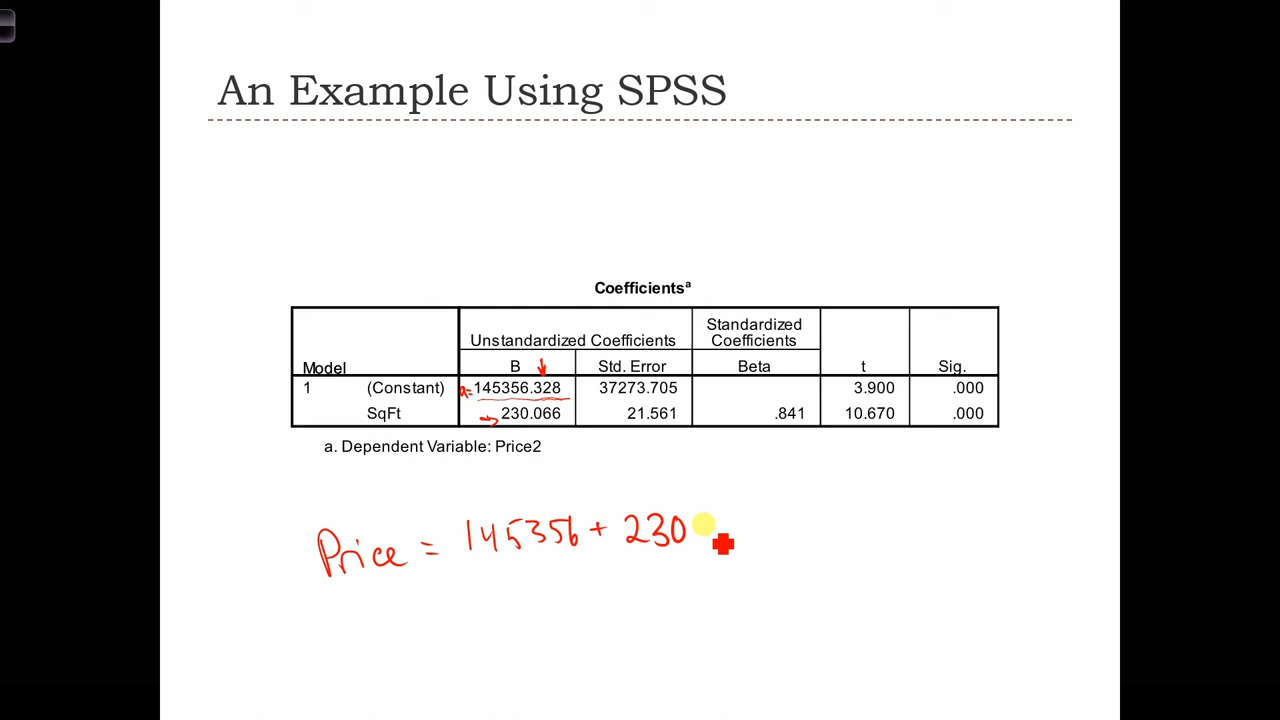 An Example Using SPSS
Coefficientsª
Model Unstandardized Coefficients Standardized Coefficients t Sig.
B Std. Error Beta
1 (Constant) a= 145356.328 37273.705 3.900 .000
SqFt 230.066 21.561 .841 10.670 .000
a. Dependent Variable: Price2
Price = 145356 + 230